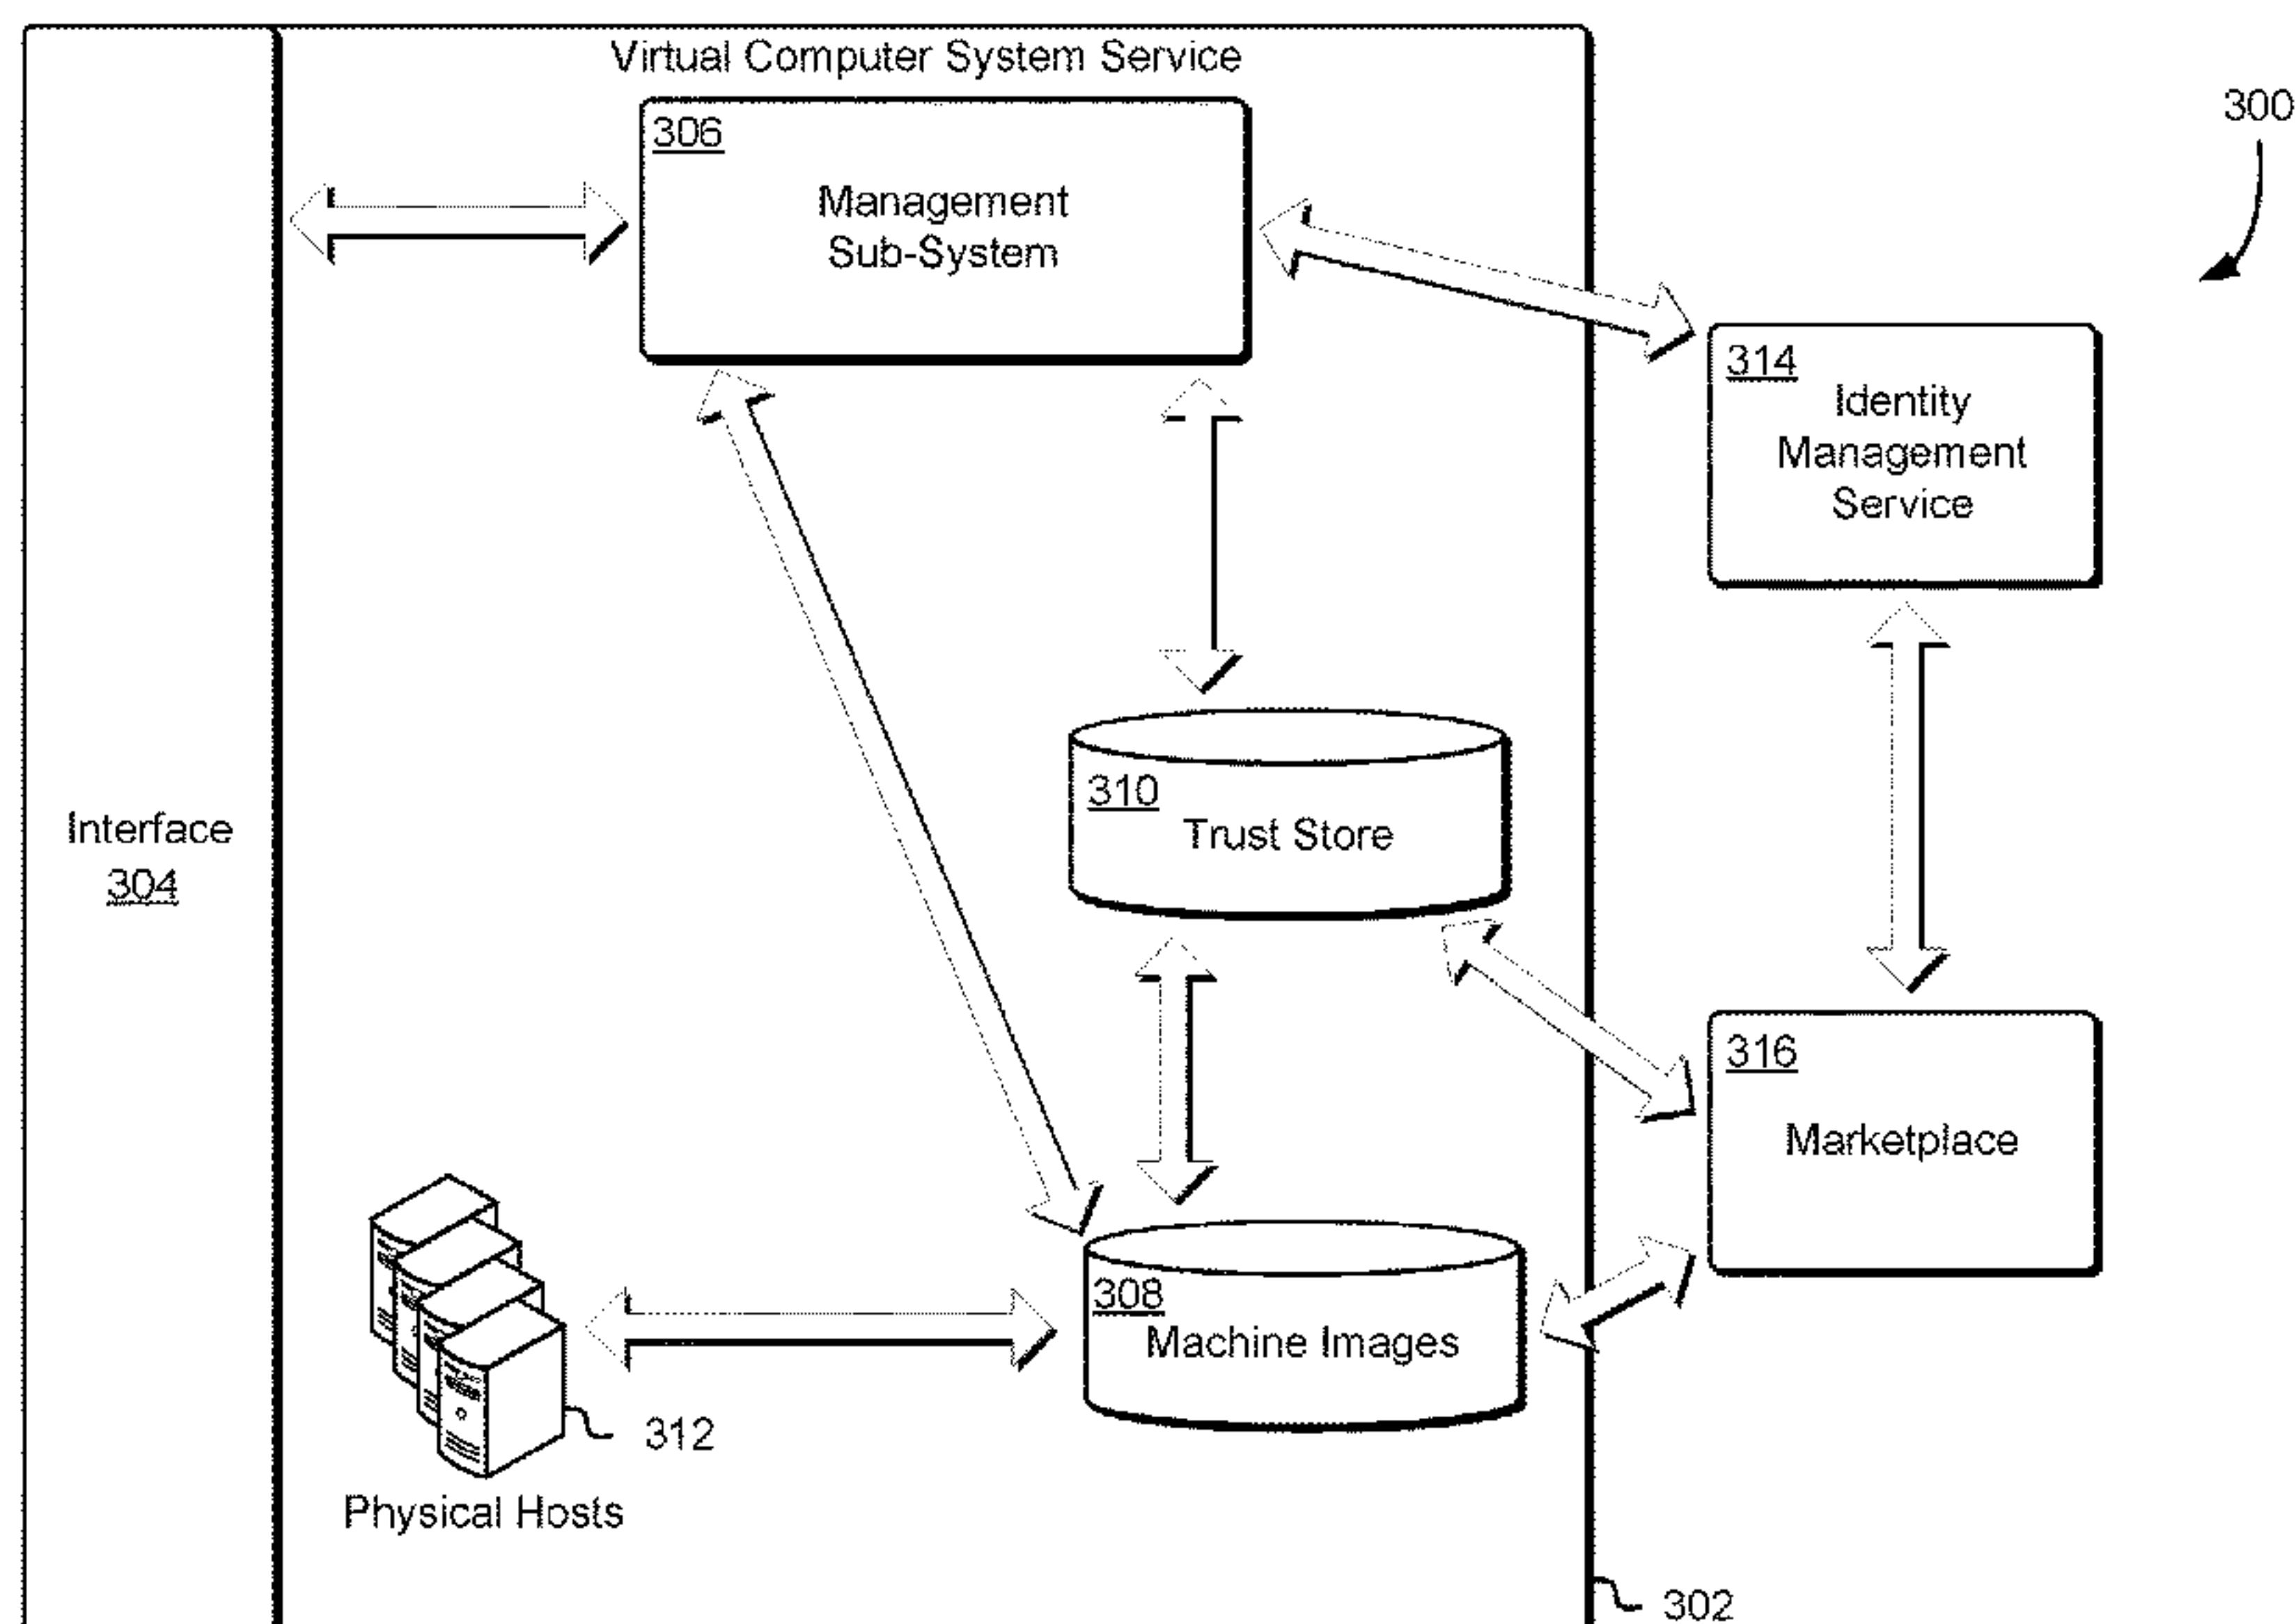 Virtual Computer System Service
300
306
Management
Sub-System
314
Identity
Management
Service
310
Trust Store
Interface
304
316
Marketplace
308
Machine Images
312
Physical Hosts
302